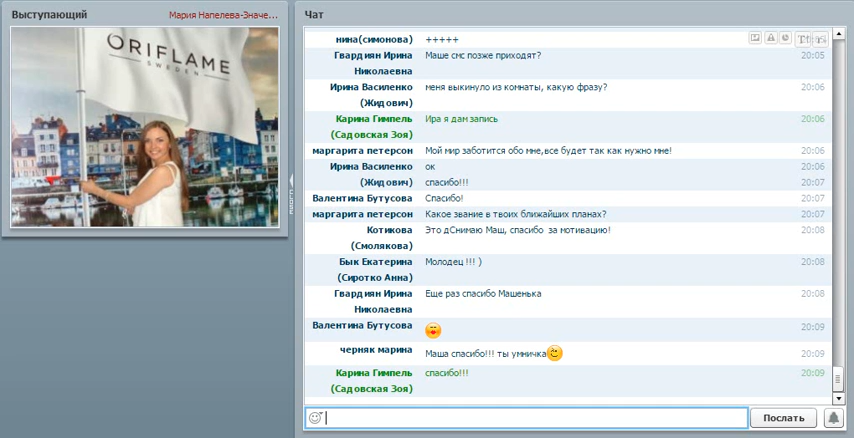 Выступающий
Мария Напелева-Значе...
ORIFLAME
SWEDEN
Чат
нина(симонова) +++++
Гвардиян Ирина Маше смс позже приходят? 20:05
Николаевна
Ирина Василенко меня выкинуло из комнаты, какую фразу? 20:06
(Жидович)
Карина Гимпель Ира я дам запись 20:06
(Садовская Зоя)
маргарита петерсон Мой мир заботится обо мне,все будет так как нужно мне! 20:06
Ирина Василенко ок 20:06
(Жидович) спасибо!!! 20:07
Валентина Бутусова Спасибо! 20:07
маргарита петерсон Какое звание в твоих ближайших планах? 20:07
Котикова Это дСнимаю Маш, спасибо за мотивацию! 20:08
(Смолякова)
Бык Екатерина Молодец !!! ) 20:08
(Сиротко Анна)
Гвардиян Ирина Еще раз спасибо Машенька 20:08
Николаевна
Валентина Бутусова 20:09
черняк марина Маша спасибо!!! ты умничка 20:09
Карина Гимпель спасибо!!! 20:09
(Садовская Зоя)
Послать